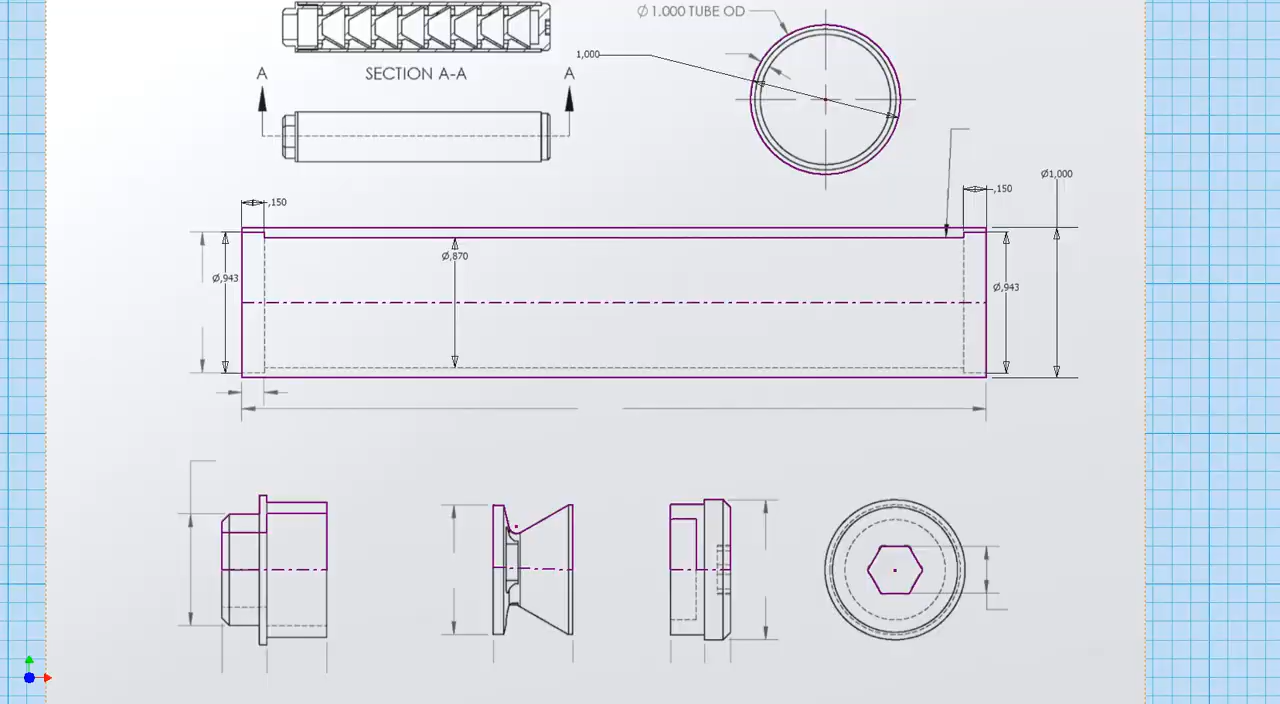 Ø 1.000 TUBE OD
1,000
A
SECTION A-A
A
,150
,150
Ø1,000
Ø,943
Ø,870
Ø,943